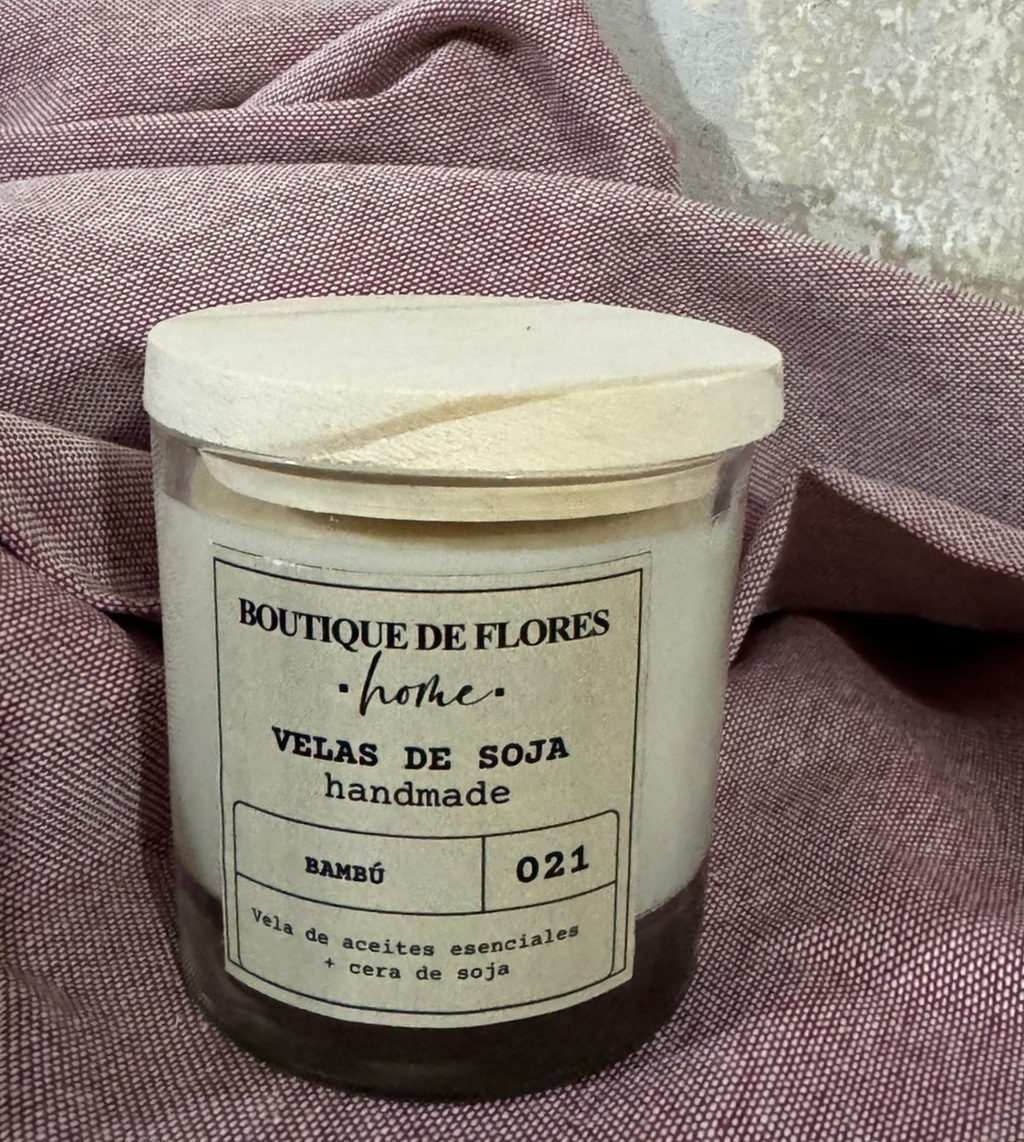 BOUTIQUE DE FLORES
·home·
VELAS DE SOJA
handmade
BAMBÚ
021
Vela de aceites esenciales
+ cera de soja